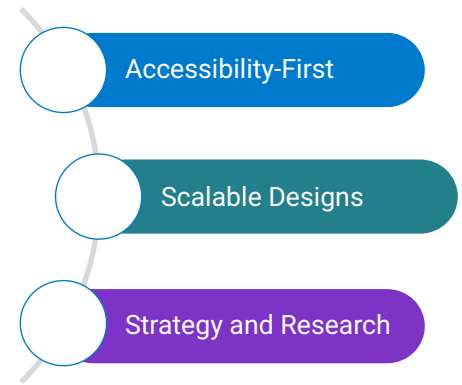 Accessibility-First
Scalable Designs
Strategy and Research